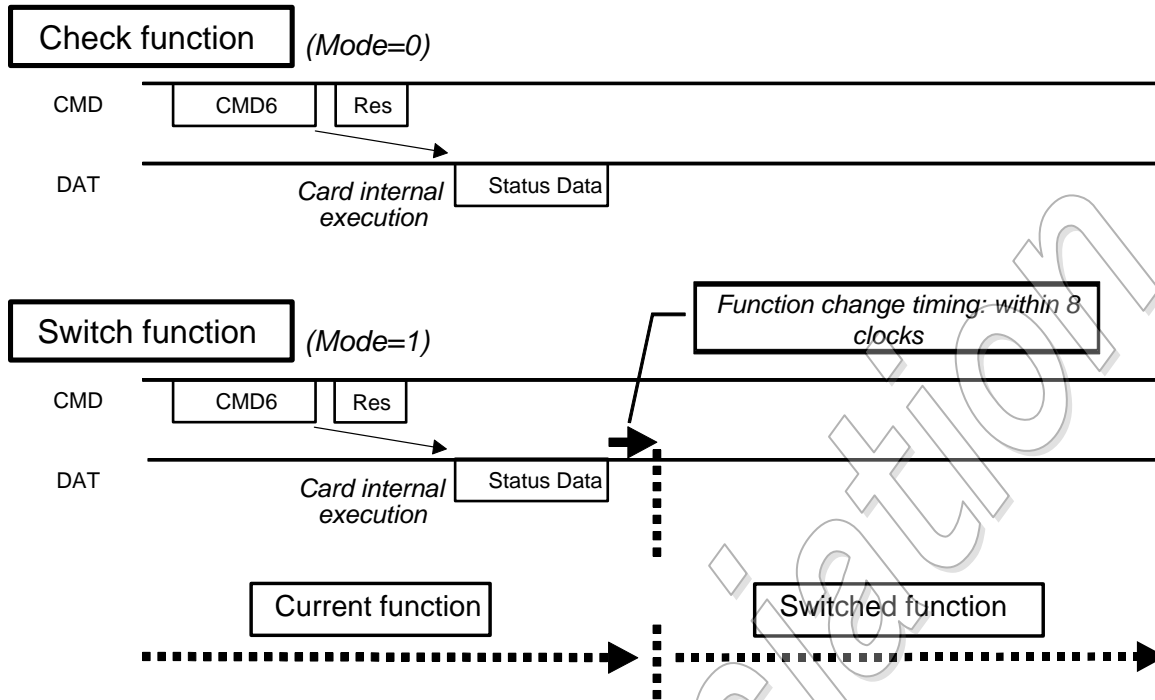 Check function (Mode=0)
CMD CMD6 Res
DAT Card internal execution Status Data
Function change timing: within 8
clocks
Switch function (Mode=1)
CMD CMD6 Res
DAT Card internal execution Status Data
Current function Switched function